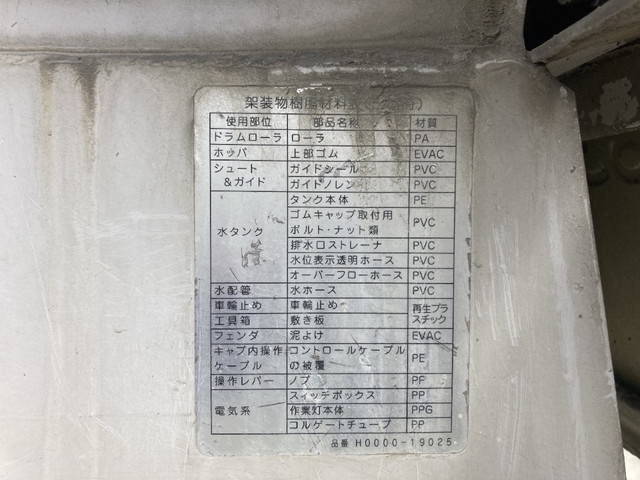 架装物樹脂材料
使用部位 部品名称 材質
ドラムローラ ローラ PA
ホッパ 上部ゴム EVAC
シュート ガイドシール PVC
&ガイド ガイドノレン PVC
水タンク タンク本体 PE
ゴムキャップ取付用
ボルト・ナット類 PVC
排水口ストレーナ PVC
水位表示透明ホース PVC
オーバーフローホース PVC
水配管 水ホース PVC
車輪止め 車輪止め 再生プラ
工具箱 敷き板 スチック
フェンダ 泥よけ EVAC
キャブ内操作 コントロールケーブル PE
ケーブル の被覆
操作レバー ノブ PF
電気系 スイッチボックス PP
作業灯本体 PPG
コルゲートチューブ PP
品番 H0000-19025